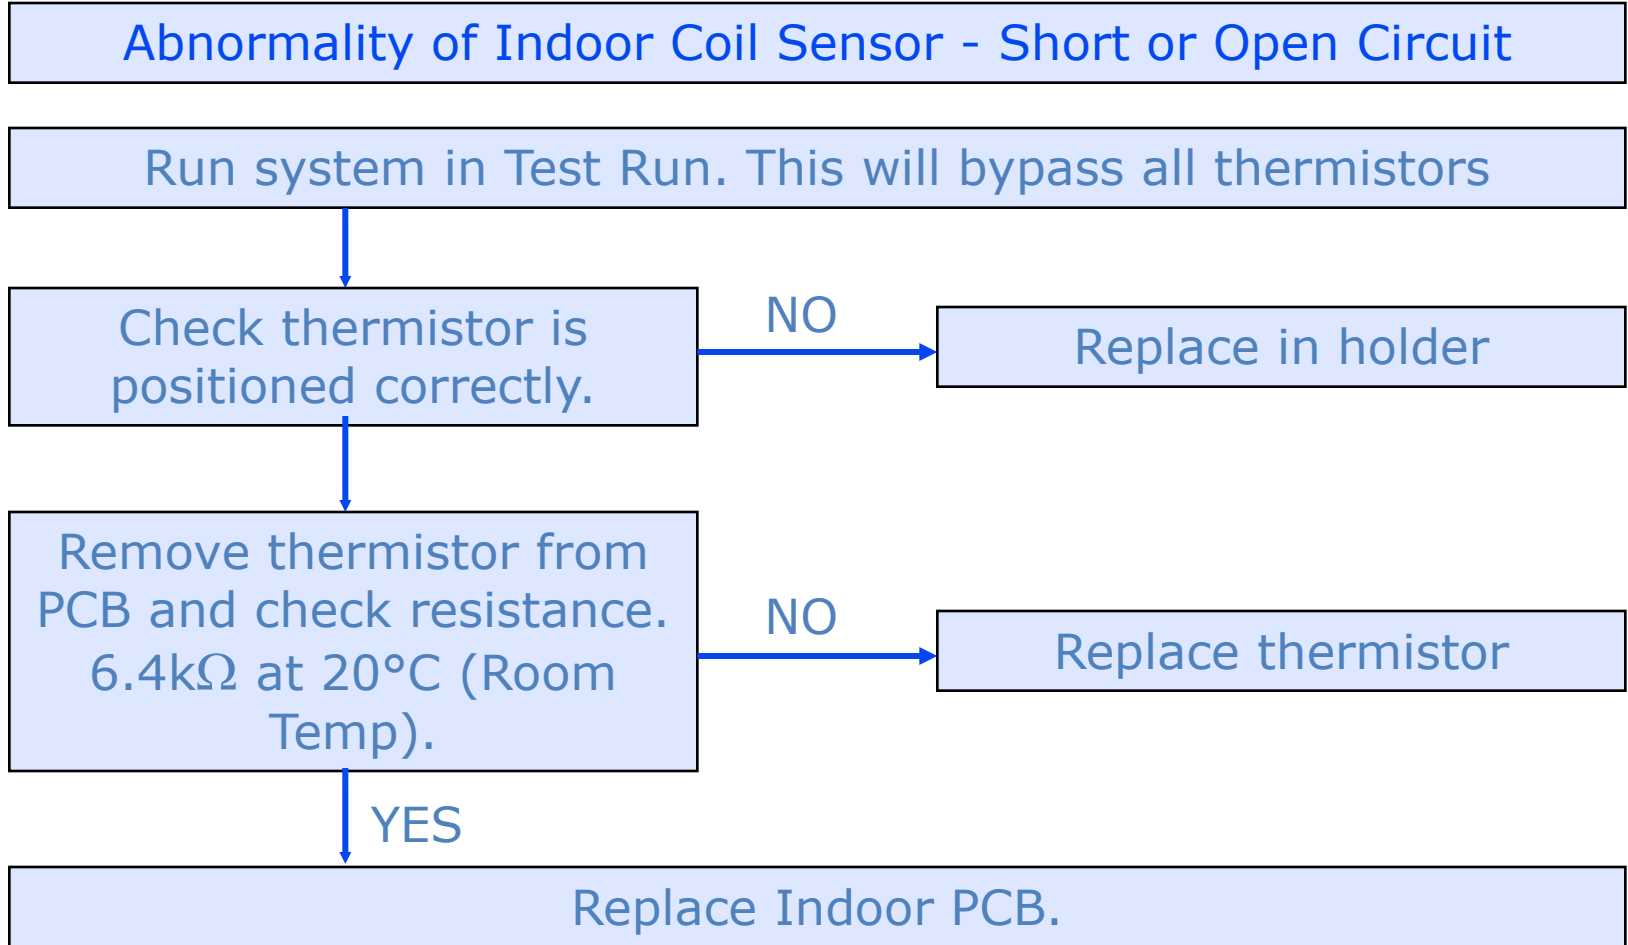 Abnormality of Indoor Coil Sensor - Short or Open Circuit
Run system in Test Run. This will bypass all thermistors
Check thermistor is
positioned correctly.
NO
Replace in holder
Remove thermistor from
PCB and check resistance.
6.4kΩ at 20°C (Room
Temp).
NO
Replace thermistor
YES
Replace Indoor PCB.